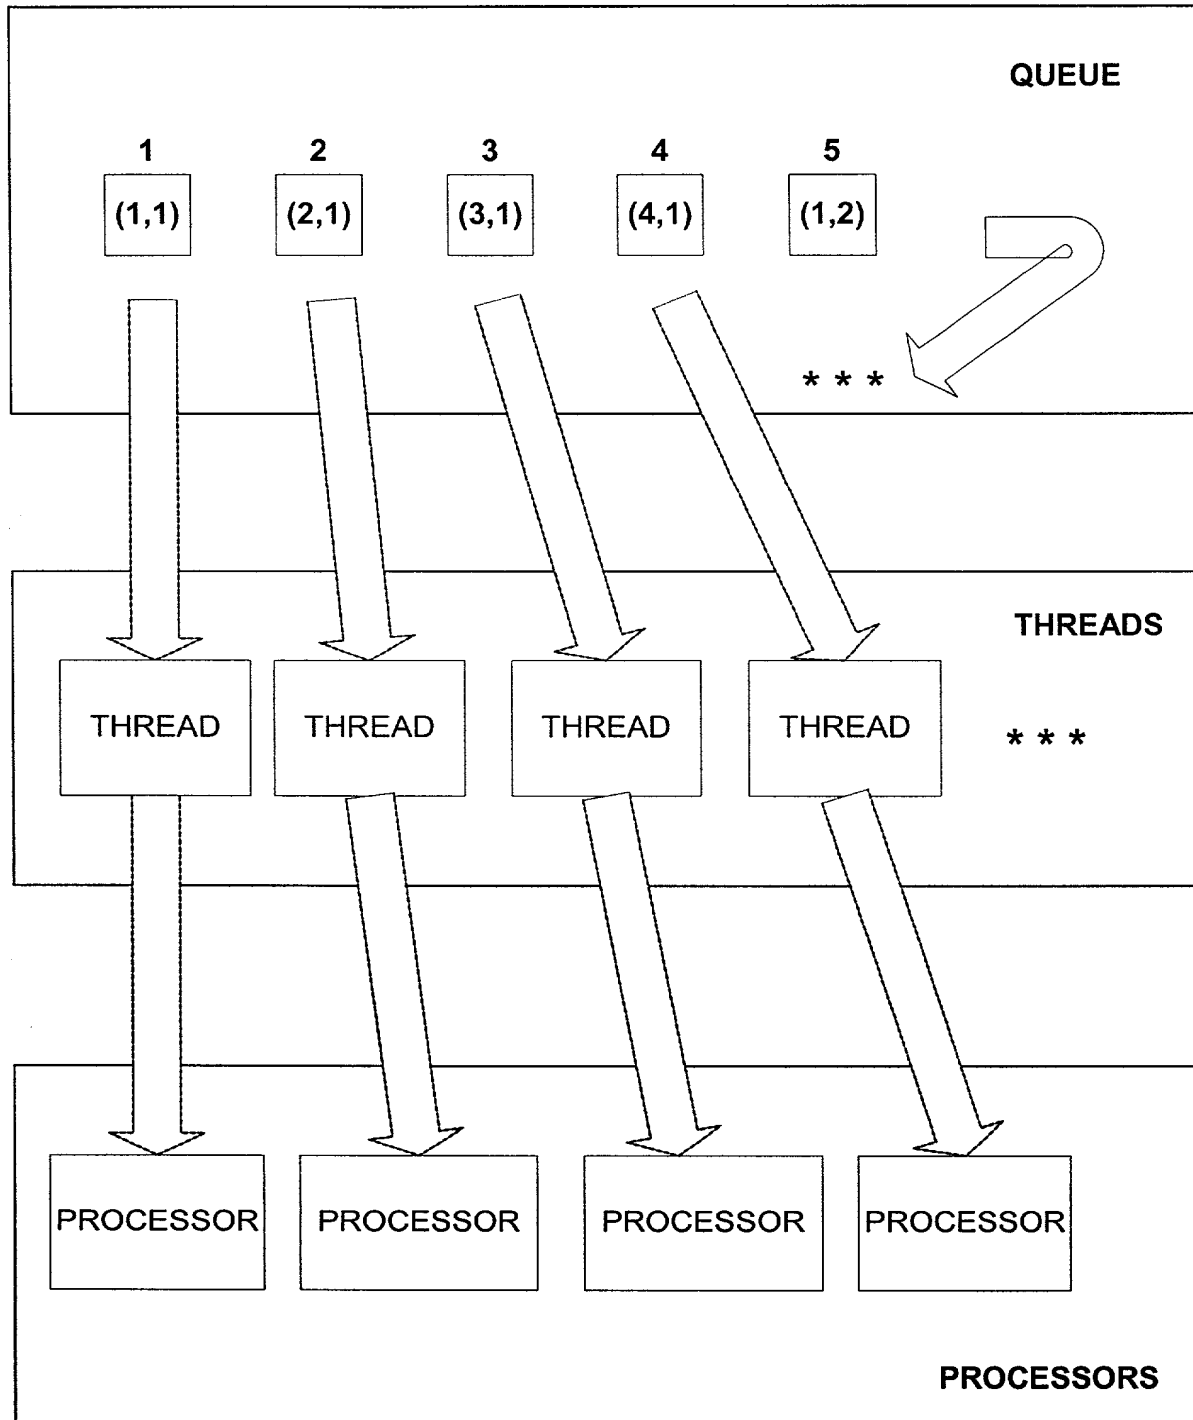 QUEUE
1 2 3 4 5
(1,1) (2,1) (3,1) (4,1) (1,2)
* * *
THREADS
THREAD THREAD THREAD THREAD
* * *
PROCESSOR PROCESSOR PROCESSOR PROCESSOR
PROCESSORS